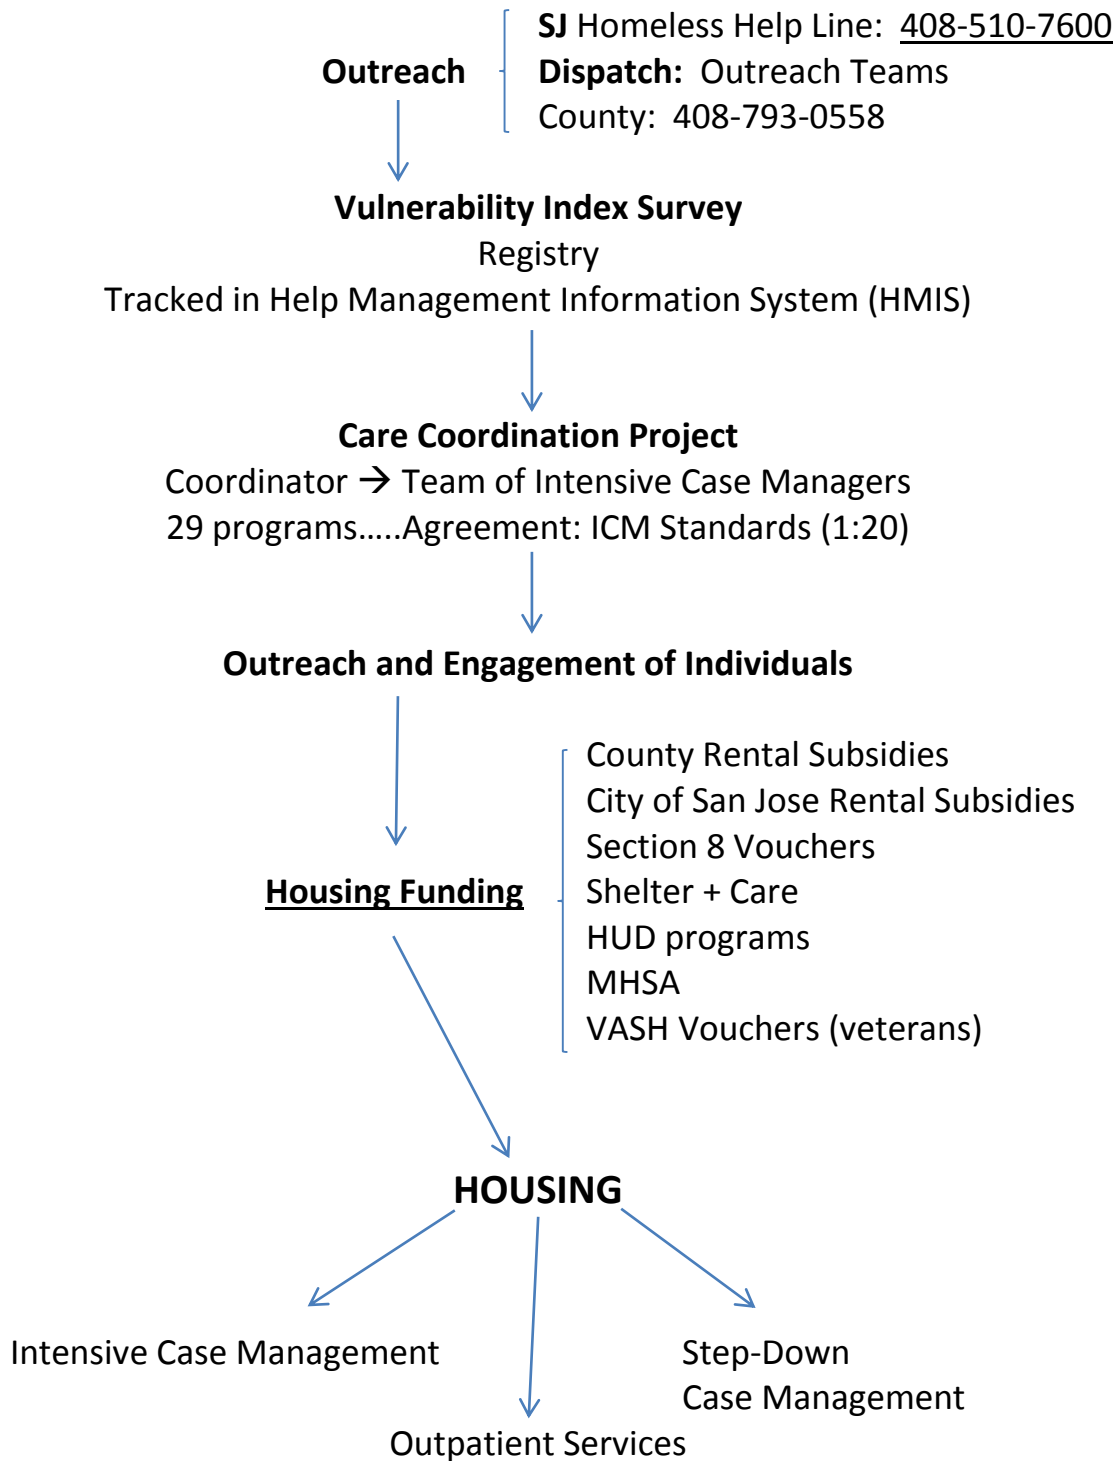 SJ Homeless Help Line: 408-510-7600
Outreach
Dispatch: Outreach Teams
County: 408-793-0558
Vulnerability Index Survey
Registry
Tracked in Help Management Information System (HMIS)
Care Coordination Project
Coordinator → Team of Intensive Case Managers
29 programs.....Agreement: ICM Standards (1:20)
Outreach and Engagement of Individuals
Housing Funding
County Rental Subsidies
City of San Jose Rental Subsidies
Section 8 Vouchers
Shelter + Care
HUD programs
MHSA
VASH Vouchers (veterans)
HOUSING
Intensive Case Management
Step-Down
Case Management
Outpatient Services